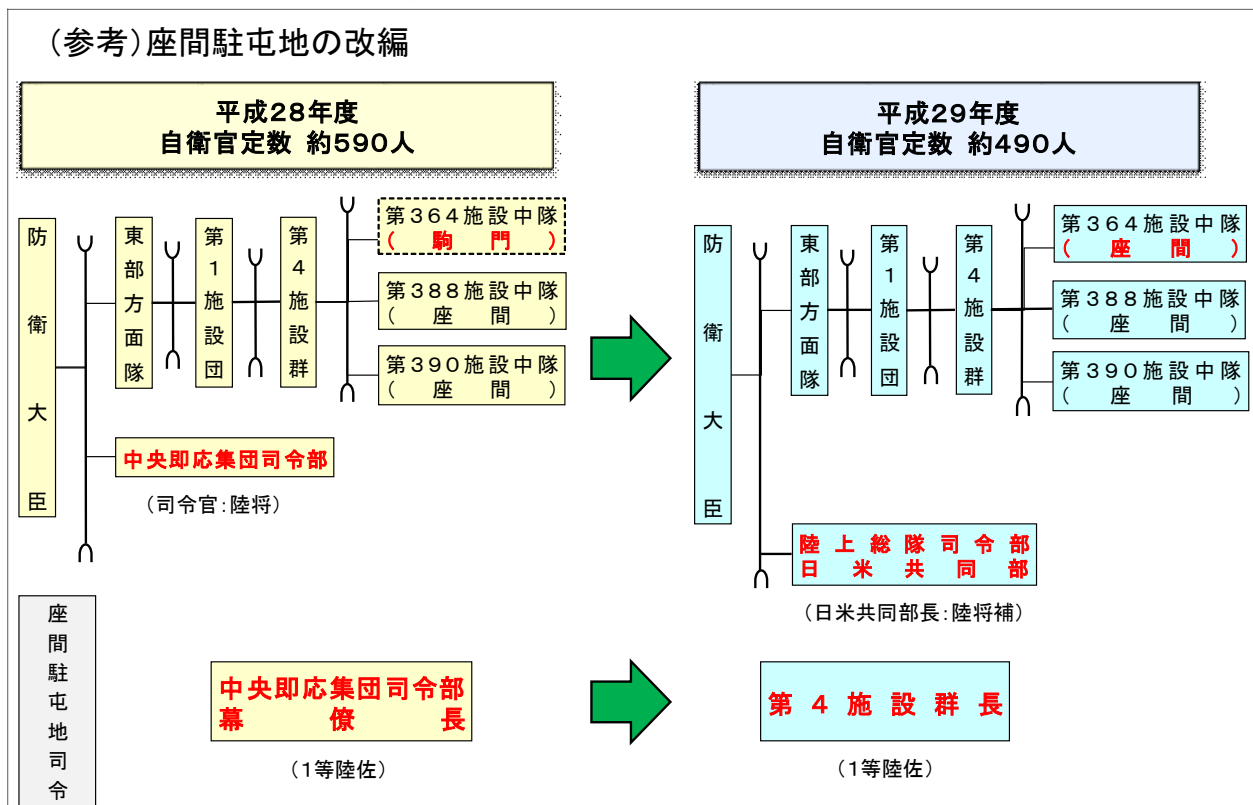 （参考）座間駐屯地の改編
平成２８年度
自衛官定数 約５９０人
防衛大臣
東部方面隊
第１施設団
第４施設群
第３６４施設中隊
（駒門）
第３８８施設中隊
（座間）
第３９０施設中隊
（座間）
中央即応集団司令部
（司令官：陸将）
平成２９年度
自衛官定数 約４９０人
防衛大臣
東部方面隊
第１施設団
第４施設群
第３６４施設中隊
（座間）
第３８８施設中隊
（座間）
第３９０施設中隊
（座間）
陸上総隊司令部
日米共同部
（日米共同部長：陸将補）
座間駐屯地司令
中央即応集団司令部
幕僚長
（１等陸佐）
第４施設群長
（１等陸佐）